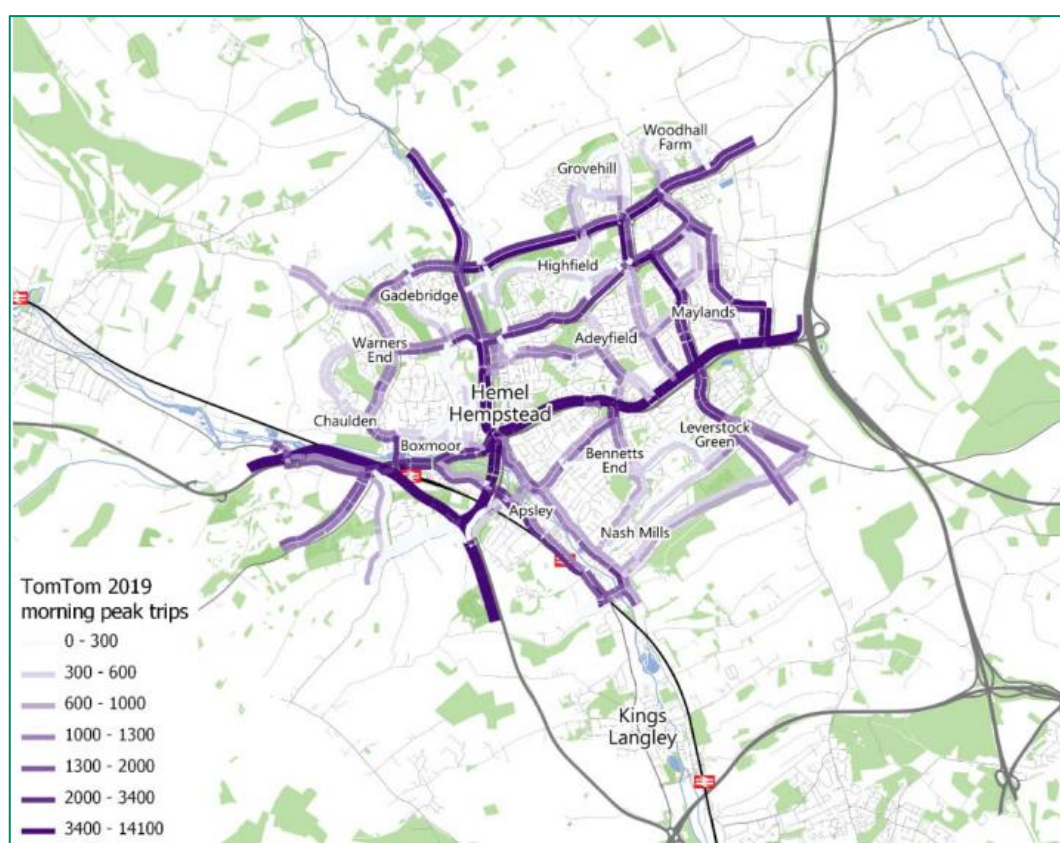 Woodhall
Farm
Grovehill
Highfield
Gadebridge
Maylands
Adeyfield
Warners
End
Hemel
Hempstead
Chaulden
Leverstock
Green
Boxmoor
Bennetts
End
Apsley
Nash Mills
TomTom 2019
morning peak trips
0 - 300
300 - 600
600 - 1000
1000 - 1300
1300 - 2000
2000 - 3400
3400 - 14100
Kings
Langley